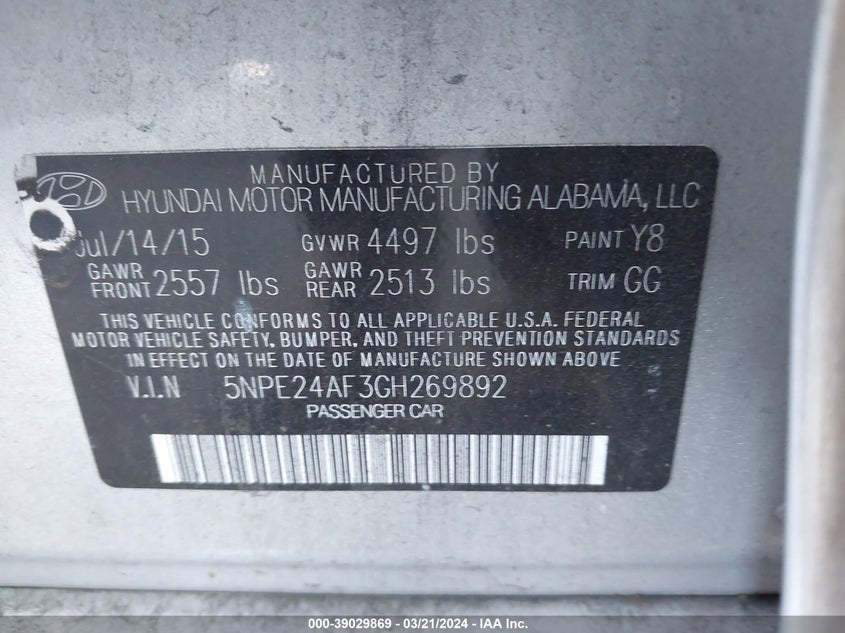 MANUFACTURED BY
HYUNDAI MOTOR MANUFACTURING ALABAMA, LLC
Jul/14/15 GVWR 4497 lbs PAINT Y8
GAWR FRONT 2557 lbs GAWR REAR 2513 lbs TRIM GG
THIS VEHICLE CONFORMS TO ALL APPLICABLE U.S.A. FEDERAL
MOTOR VEHICLE SAFETY, BUMPER, AND THEFT PREVENTION STANDARDS
IN EFFECT ON THE DATE OF MANUFACTURE SHOWN ABOVE
V.I.N 5NPE24AF3GH269892
PASSENGER CAR
000-39029869 - 03/21/2024 - IAA Inc.